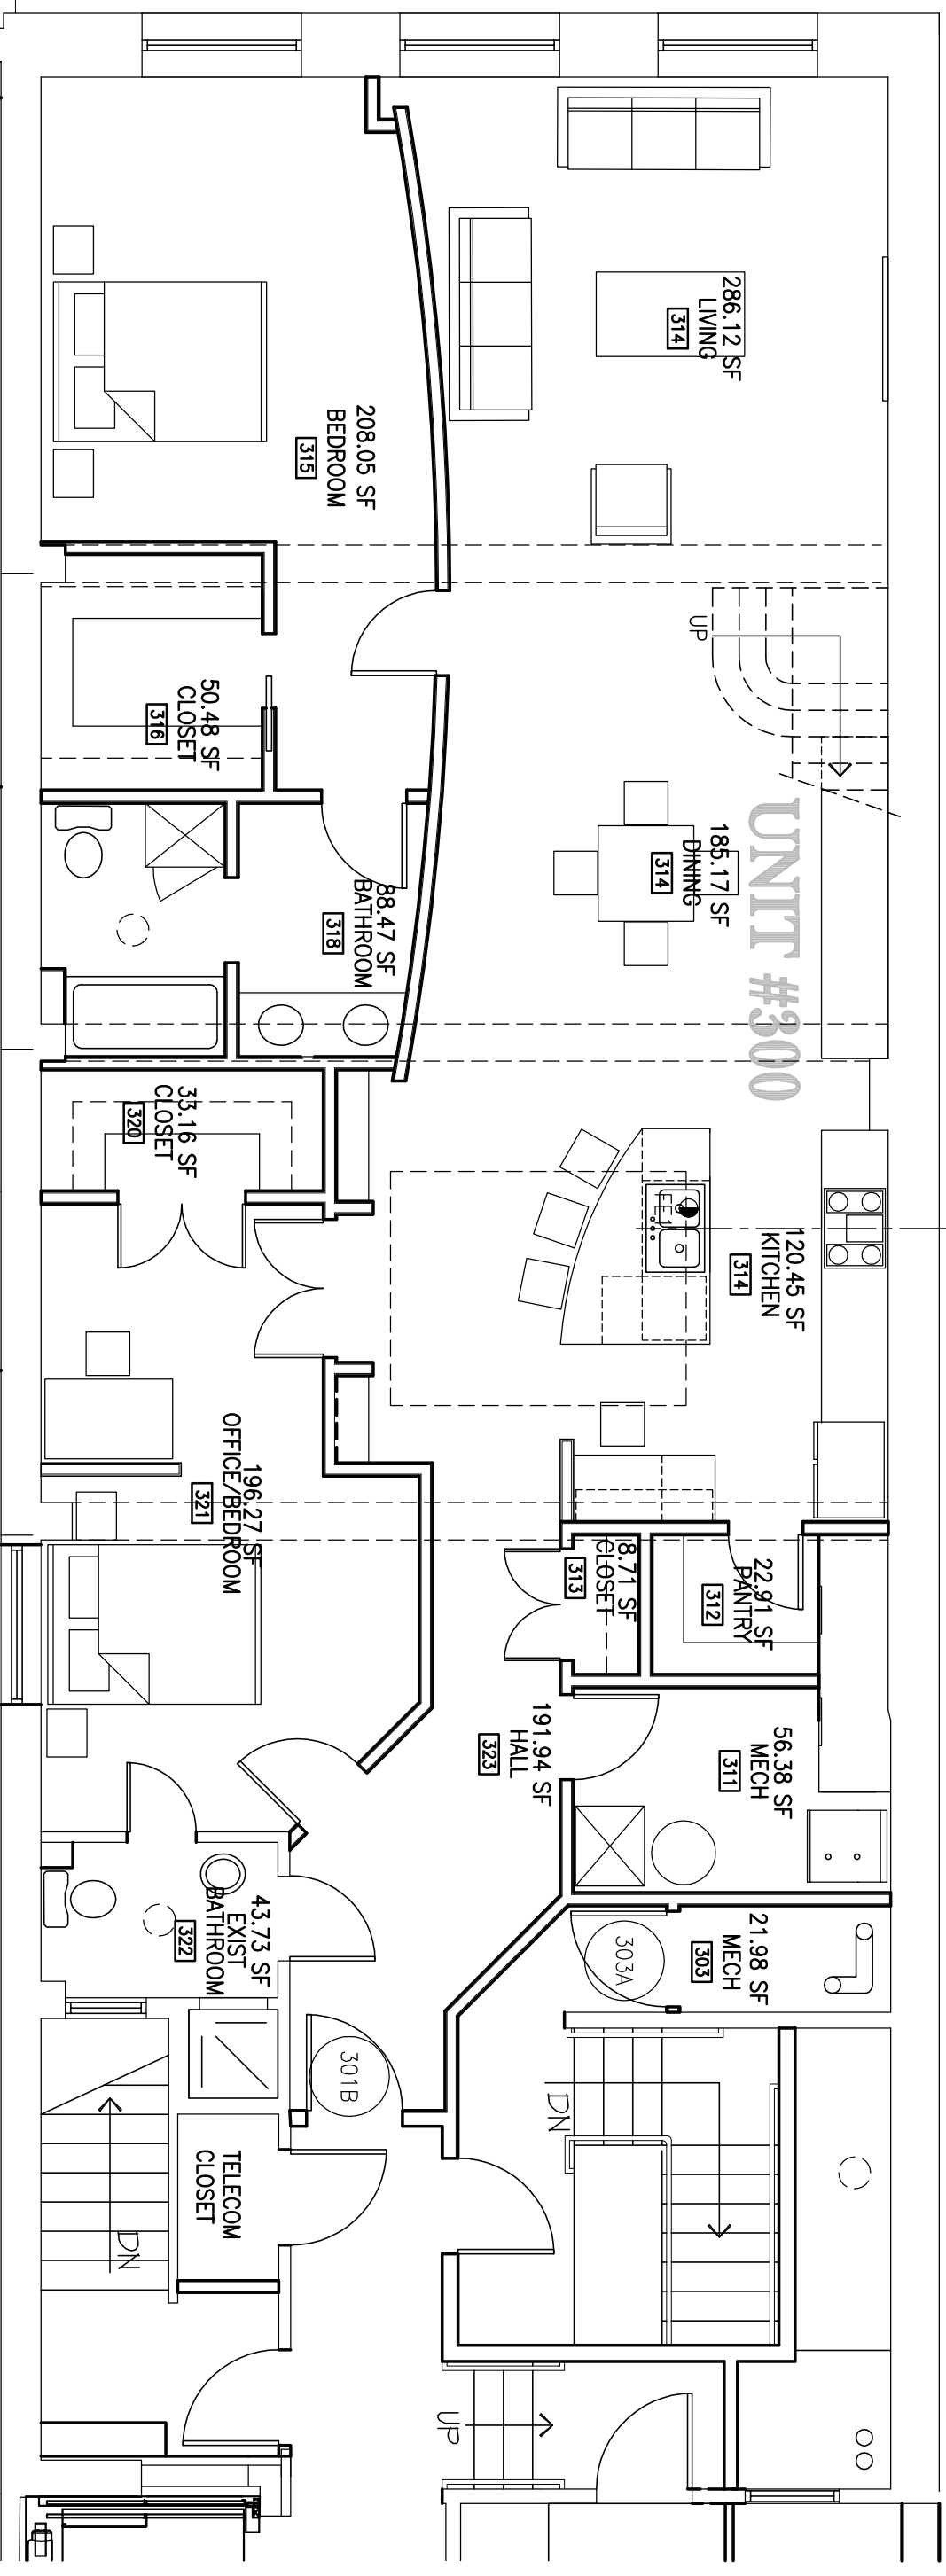 286.12 SF
LIVING
314
208.05 SF
BEDROOM
315
UP
50.48 SF
CLOSET
316
UNIT #300
185.17 SF
DINING
314
88.47 SF
BATHROOM
318
33.16 SF
CLOSET
320
120.45 SF
KITCHEN
314
196.27 SF
OFFICE/BEDROOM
321
8.71 SF
CLOSET
313
22.91 SF
PANTRY
312
191.94 SF
HALL
323
56.38 SF
MECH
311
43.73 SF
EXIST
BATHROOM
322
21.98 SF
MECH
303
303A
301B
DN
TELECOM
CLOSET
DN
UP